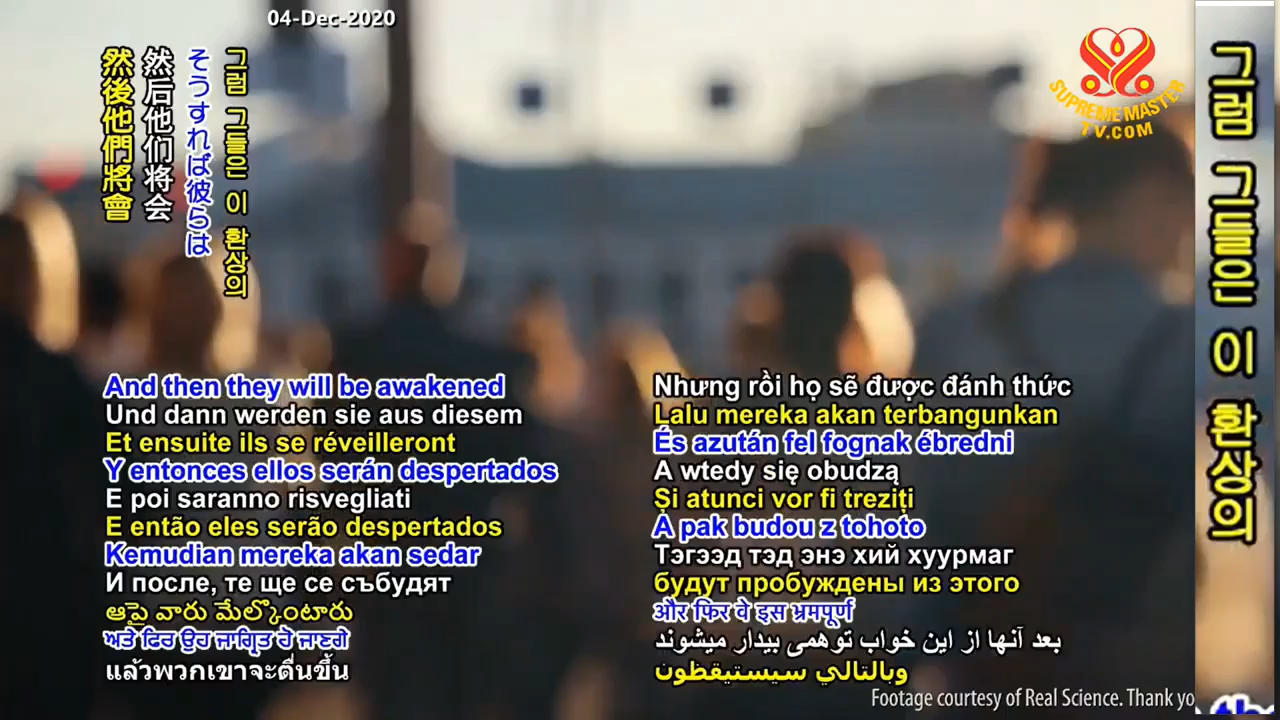 04-Dec-2020
SUPREME MASTER
TV.COM
然後他們將會
然后他们将会
そうすれば彼らは
그럼 그들은 이 환상의
And then they will be awakened
Und dann werden sie aus diesem
Et ensuite ils se réveilleront
Y entonces ellos serán despertados
E poi saranno risvegliati
E então eles serão despertados
Kemudian mereka akan sedar
И после, те ще се събудят
ఆపై వారు మేల్కొంటారు
ਅਤੇ ਫਿਰ ਉਹ ਜਾਗ੍ਰਿਤ ਹੋ ਜਾਣਗੇ
แล้วพวกเขาจะตื่นขึ้น
Nhưng rồi họ sẽ được đánh thức
Lalu mereka akan terbangunkan
És azután fel fognak ébredni
A wtedy się obudzą
Și atunci vor fi treziți
A pak budou z tohoto
Тэгээд тэд энэ хий хуурмаг
будут пробуждены из этого
और फिर वे इस भ्रमपूर्ण
بعد آنها از این خواب توهمی بیدار میشوند
وبالتالي سيستيقظون
Footage courtesy of Real Science. Thank yo
그럼 그들은 이 환상의